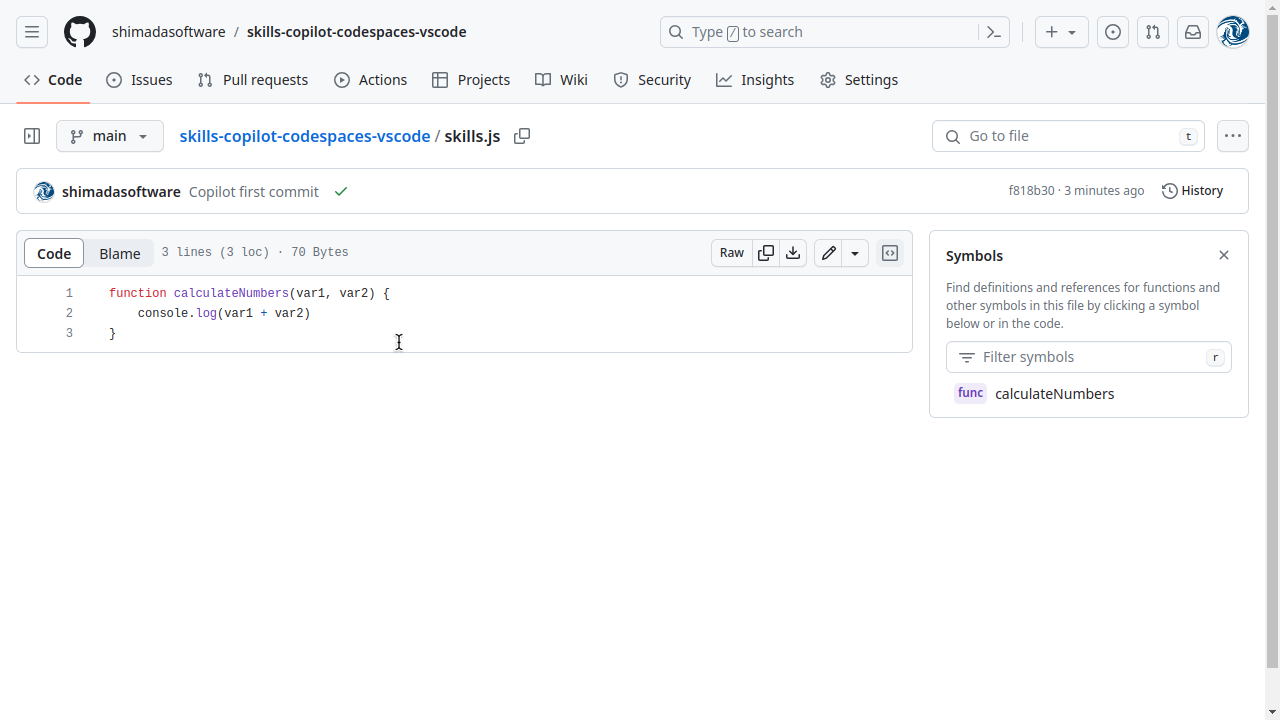 shimadasoftware / skills-copilot-codespaces-vscode
Type / to search
Code
Issues
Pull requests
Actions
Projects
Wiki
Security
Insights
Settings
main
skills-copilot-codespaces-vscode / skills.js
Go to file
t
shimadasoftware Copilot first commit
f818b30 · 3 minutes ago
History
Code
Blame
3 lines (3 loc) · 70 Bytes
Raw
1 function calculateNumbers(var1, var2) {
2 console.log(var1 + var2)
3 }
Symbols
Find definitions and references for functions and
other symbols in this file by clicking a symbol
below or in the code.
Filter symbols
r
func calculateNumbers